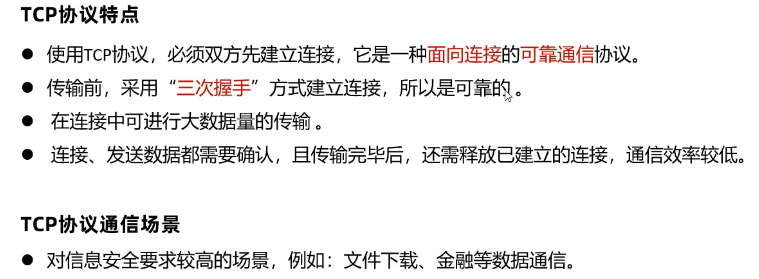 TCP协议特点
● 使用TCP协议，必须双方先建立连接，它是一种面向连接的可靠通信协议。
● 传输前，采用“三次握手”方式建立连接，所以是可靠的 。
● 在连接中可进行大数据量的传输 。
● 连接、发送数据都需要确认，且传输完毕后，还需释放已建立的连接，通信效率较低。
TCP协议通信场景
● 对信息安全要求较高的场景，例如：文件下载、金融等数据通信。